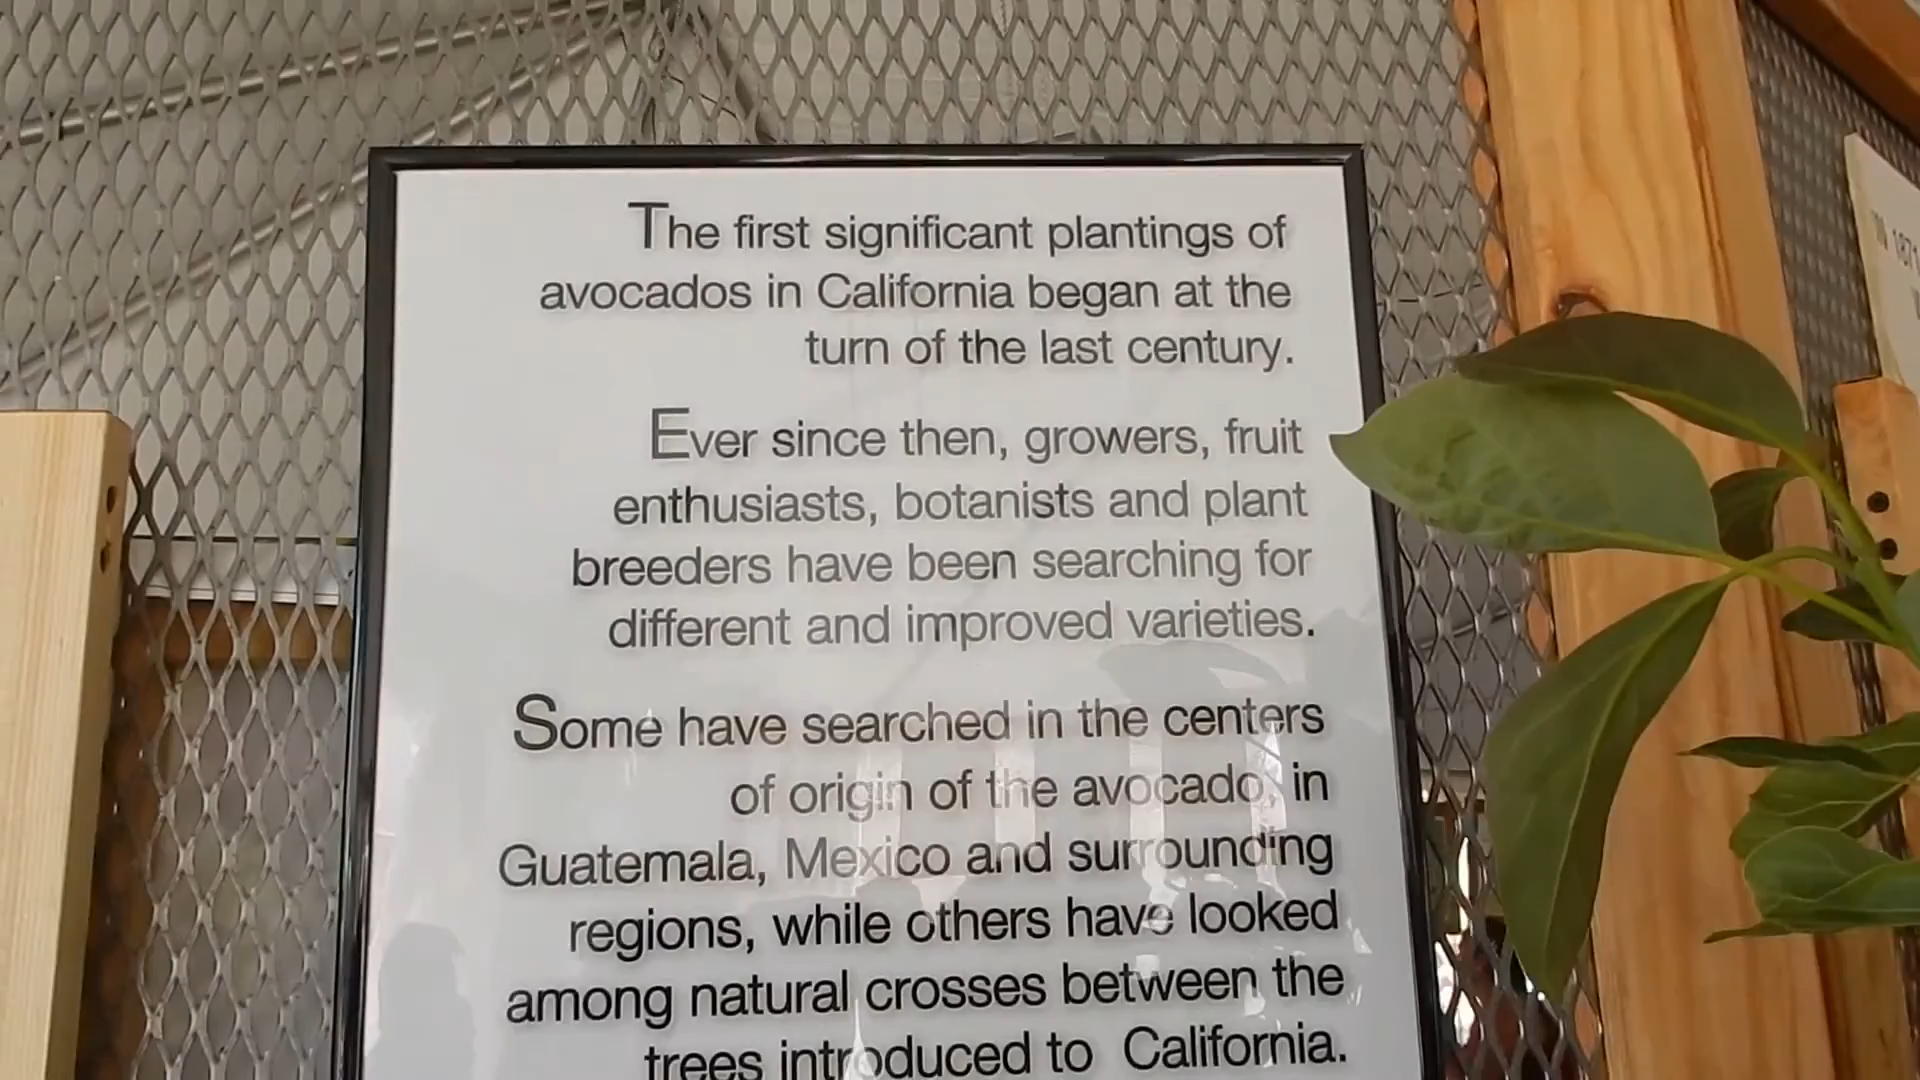 The first significant plantings of
avocados in California began at the
turn of the last century.
Ever since then, growers, fruit
enthusiasts, botanists and plant
breeders have been searching for
different and improved varieties.
Some have searched in the centers
of origin of the avocado, in
Guatemala, Mexico and surrounding
regions, while others have looked
among natural crosses between the
trees introduced to California.
1871